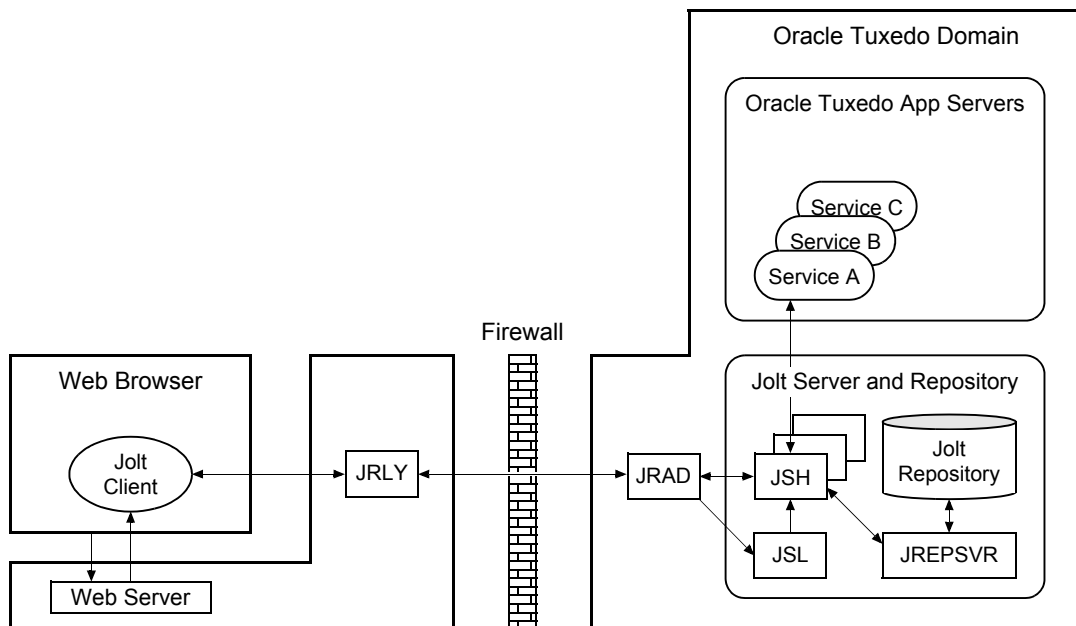 Oracle Tuxedo Domain
Oracle Tuxedo App Servers
Service C
Service B
Service A
Firewall
Web Browser
Jolt Server and Repository
Jolt
Client
JRLY
JRAD
JSH
Jolt
Repository
JSL
JREPSVR
Web Server